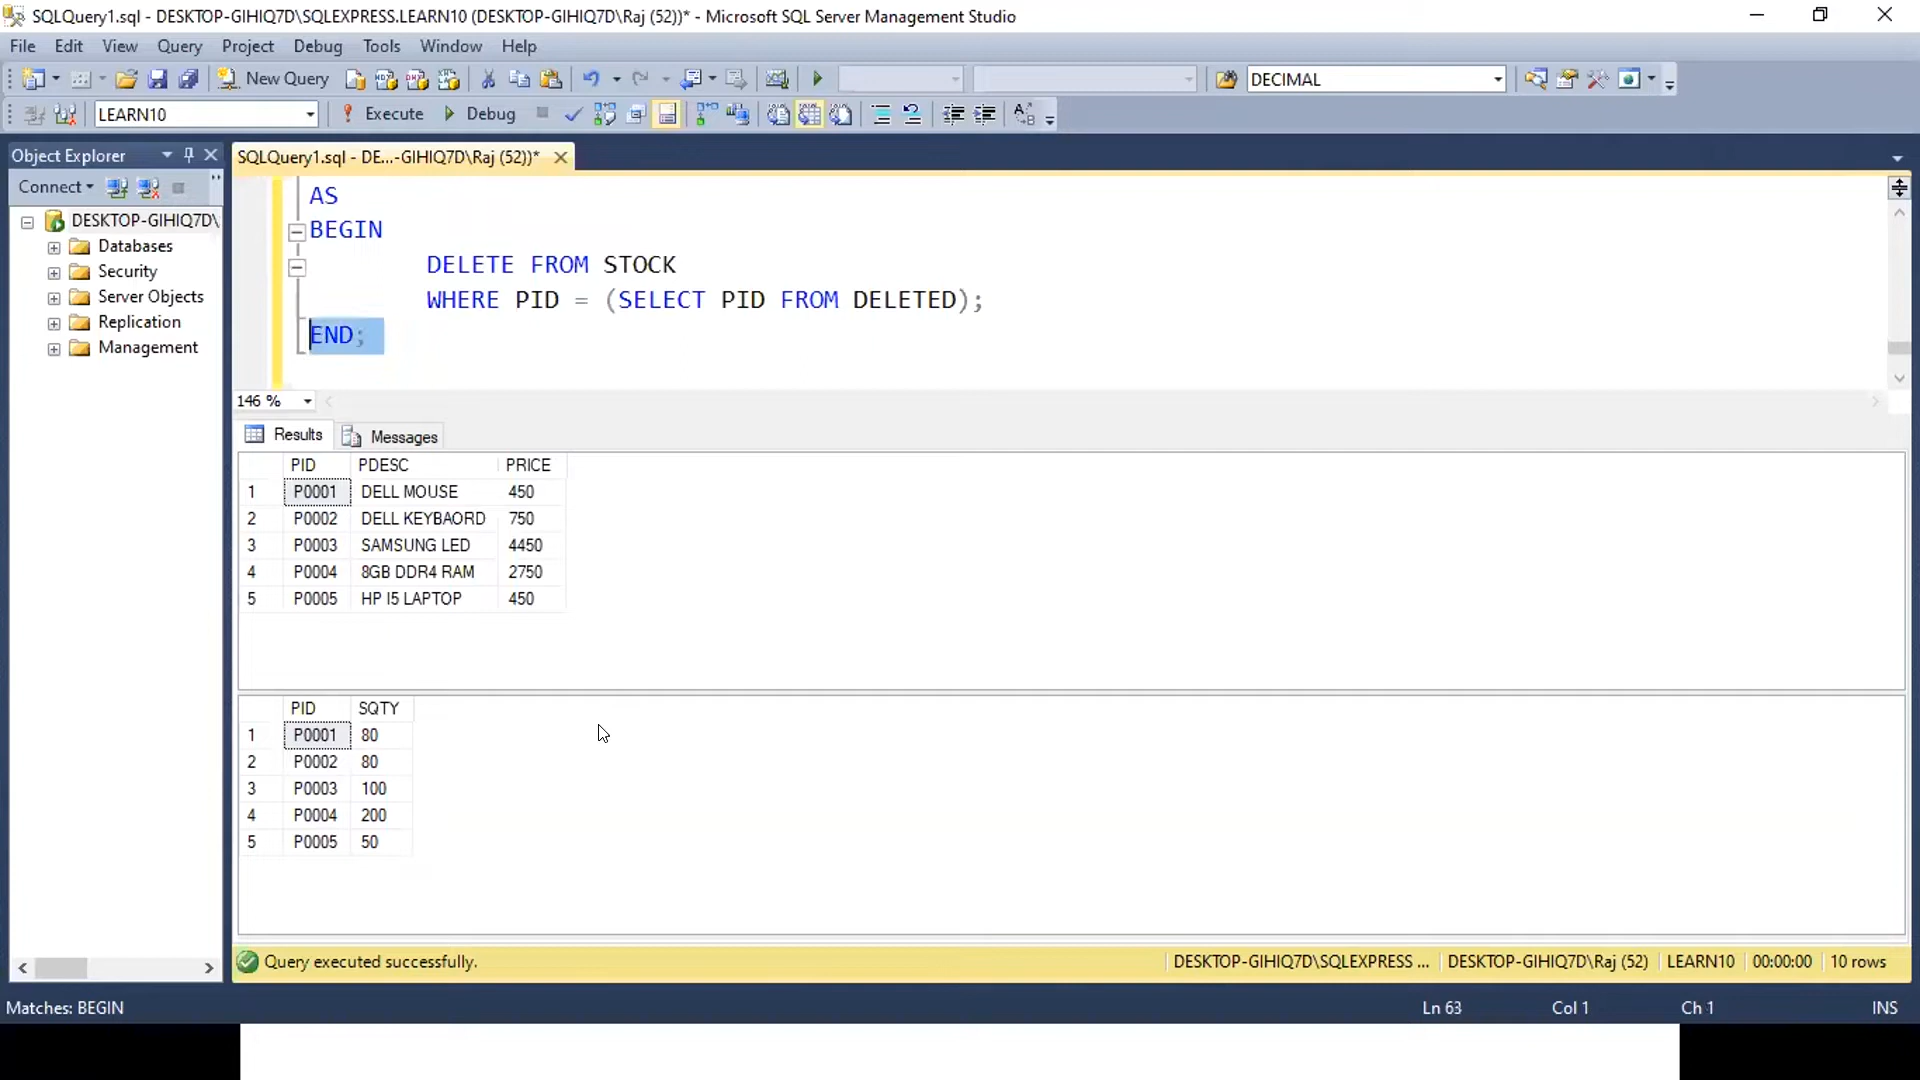 SQLQuery1.sql - DESKTOP-GIHIQ7D\SQLEXPRESS.LEARN10 (DESKTOP-GIHIQ7D\Raj (52))* - Microsoft SQL Server Management Studio
File Edit View Query Project Debug Tools Window Help
New Query DECIMAL
LEARN10 Execute Debug
Object Explorer
SQLQuery1.sql - DE...-GIHIQ7D\Raj (52))*
Connect
DESKTOP-GIHIQ7D\
Databases
Security
Server Objects
Replication
Management
AS
BEGIN
DELETE FROM STOCK
WHERE PID = (SELECT PID FROM DELETED);
END;
146 %
Results Messages
PID PDESC PRICE
1 P0001 DELL MOUSE 450
2 P0002 DELL KEYBAORD 750
3 P0003 SAMSUNG LED 4450
4 P0004 8GB DDR4 RAM 2750
5 P0005 HP I5 LAPTOP 450
PID SQTY
1 P0001 80
2 P0002 80
3 P0003 100
4 P0004 200
5 P0005 50
Query executed successfully. DESKTOP-GIHIQ7D\SQLEXPRESS ... DESKTOP-GIHIQ7D\Raj (52) LEARN10 00:00:00 10 rows
Matches: BEGIN Ln 63 Col 1 Ch 1 INS